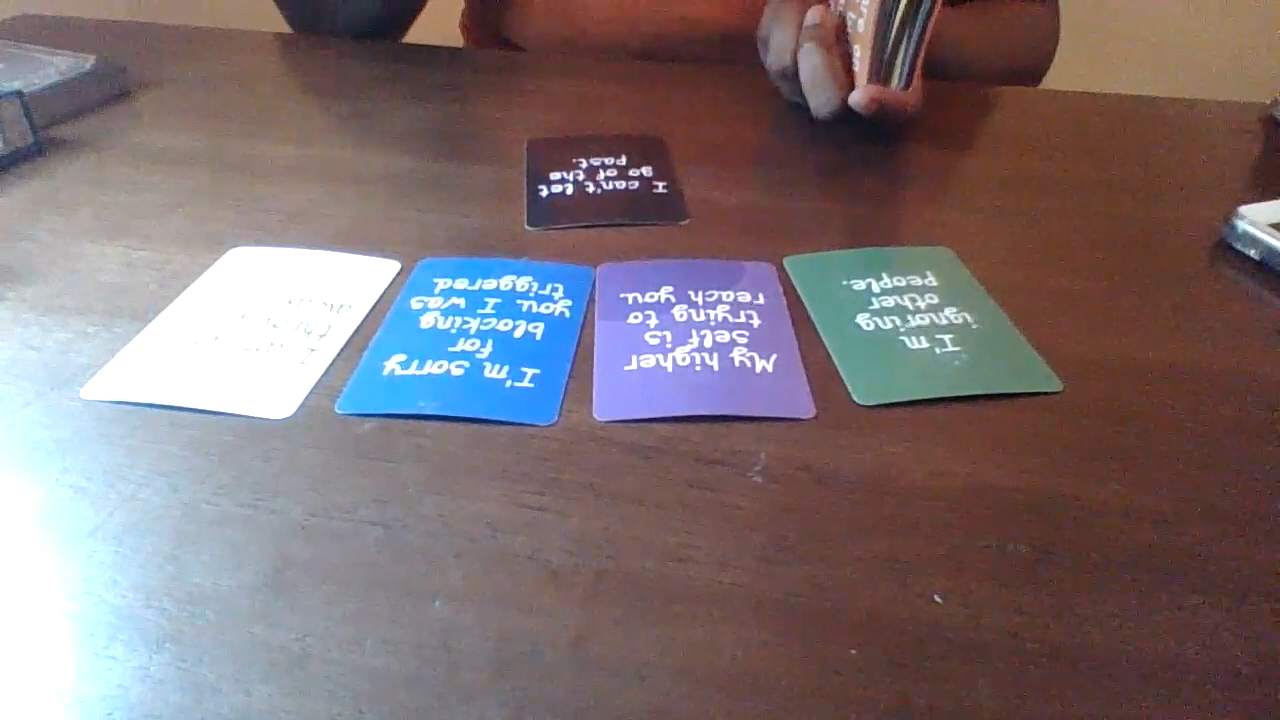 I can't let
go of the
past.
I'm sorry
for
blocking
you. I was
triggered.
My higher
self is
trying to
reach you.
I'm
ignoring
other
people.